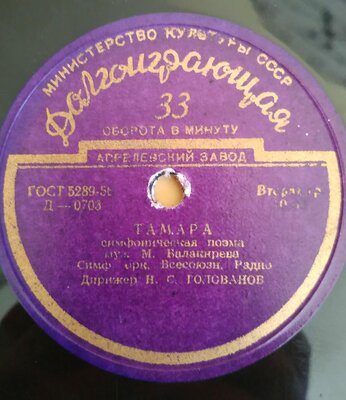 МИНИСТЕРСТВО КУЛЬТУРЫ СССР
Долгоиграющая
33
ОБОРОТА В МИНУТУ
АПРЕЛЕВСКИЙ ЗАВОД
ГОСТ 5289-56
Д—0703
ТАМАРА
симфоническая поэма
муз. М. Балакирева
Симф орк. Всесоюзн. Радио
Дирижер Н. С. ГОЛОВАНОВ